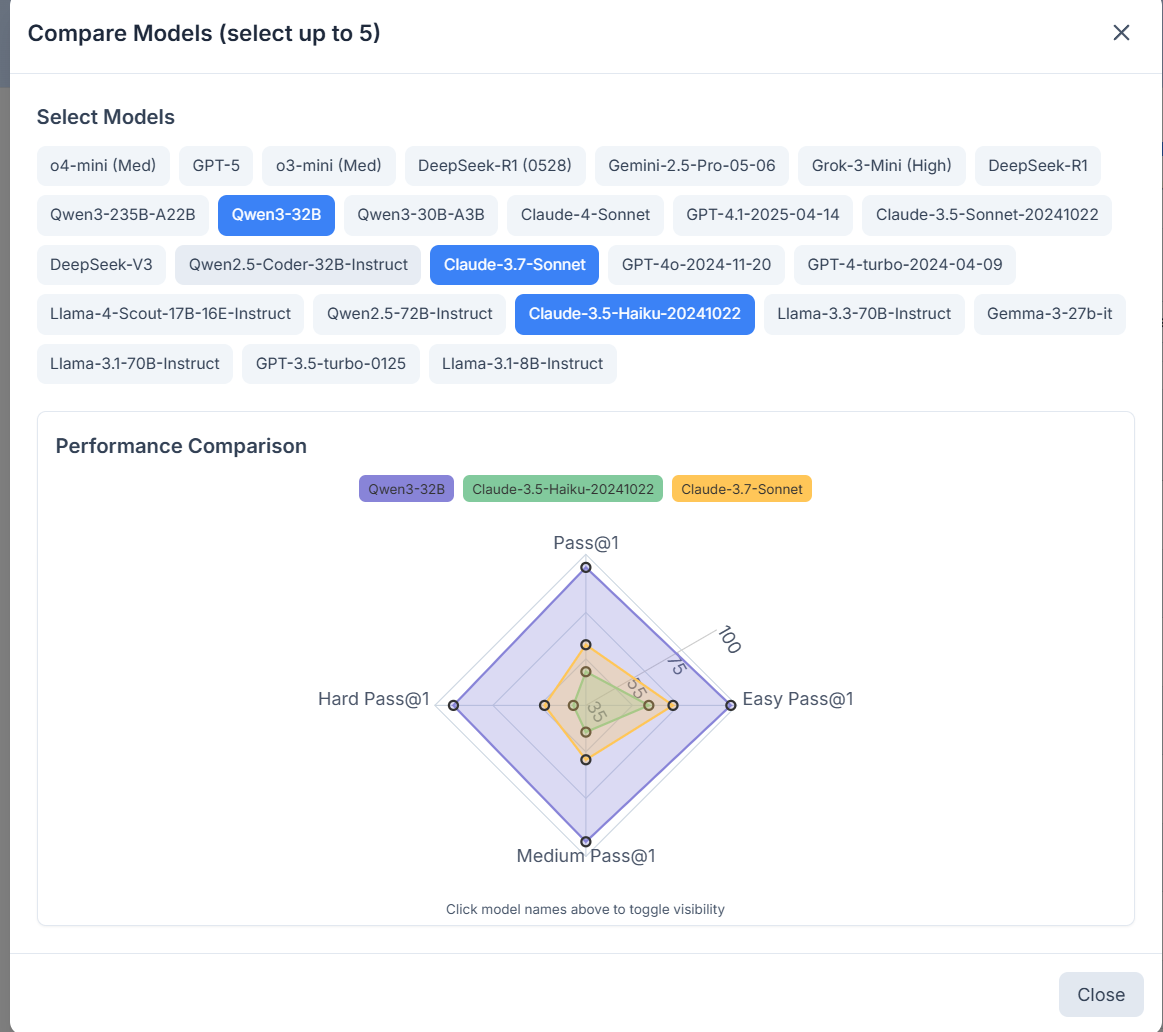 Compare Models (select up to 5)
Select Models
o4-mini (Med) GPT-5 o3-mini (Med) DeepSeek-R1 (0528) Gemini-2.5-Pro-05-06 Grok-3-Mini (High) DeepSeek-R1
Qwen3-235B-A22B Qwen3-32B Qwen3-30B-A3B Claude-4-Sonnet GPT-4.1-2025-04-14 Claude-3.5-Sonnet-20241022
DeepSeek-V3 Qwen2.5-Coder-32B-Instruct Claude-3.7-Sonnet GPT-4o-2024-11-20 GPT-4-turbo-2024-04-09
Llama-4-Scout-17B-16E-Instruct Qwen2.5-72B-Instruct Claude-3.5-Haiku-20241022 Llama-3.3-70B-Instruct Gemma-3-27b-it
Llama-3.1-70B-Instruct GPT-3.5-turbo-0125 Llama-3.1-8B-Instruct
Performance Comparison
Qwen3-32B Claude-3.5-Haiku-20241022 Claude-3.7-Sonnet
Pass@1
100
75
55
35
Hard Pass@1 Easy Pass@1
Medium Pass@1
Click model names above to toggle visibility
Close